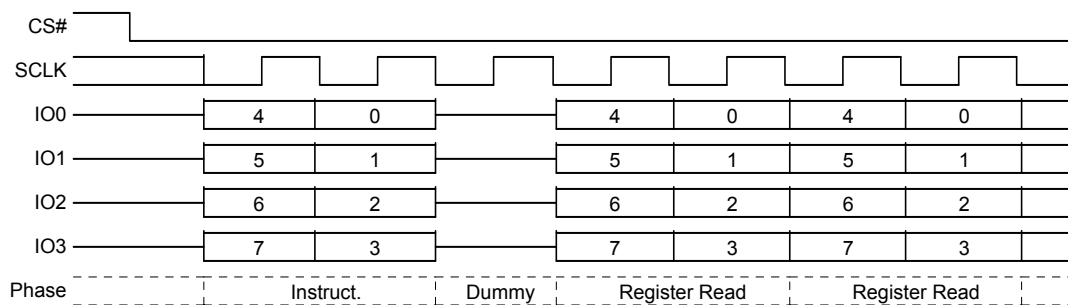 CS#
SCLK
IO0 4 0 4 0 4 0
IO1 5 1 5 1 5 1
IO2 6 2 6 2 6 2
IO3 7 3 7 3 7 3
Phase Instruct. Dummy Register Read Register Read